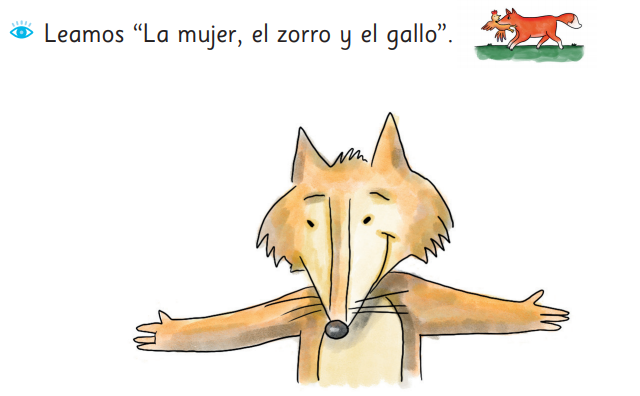 Leamos “La mujer, el zorro y el gallo”.